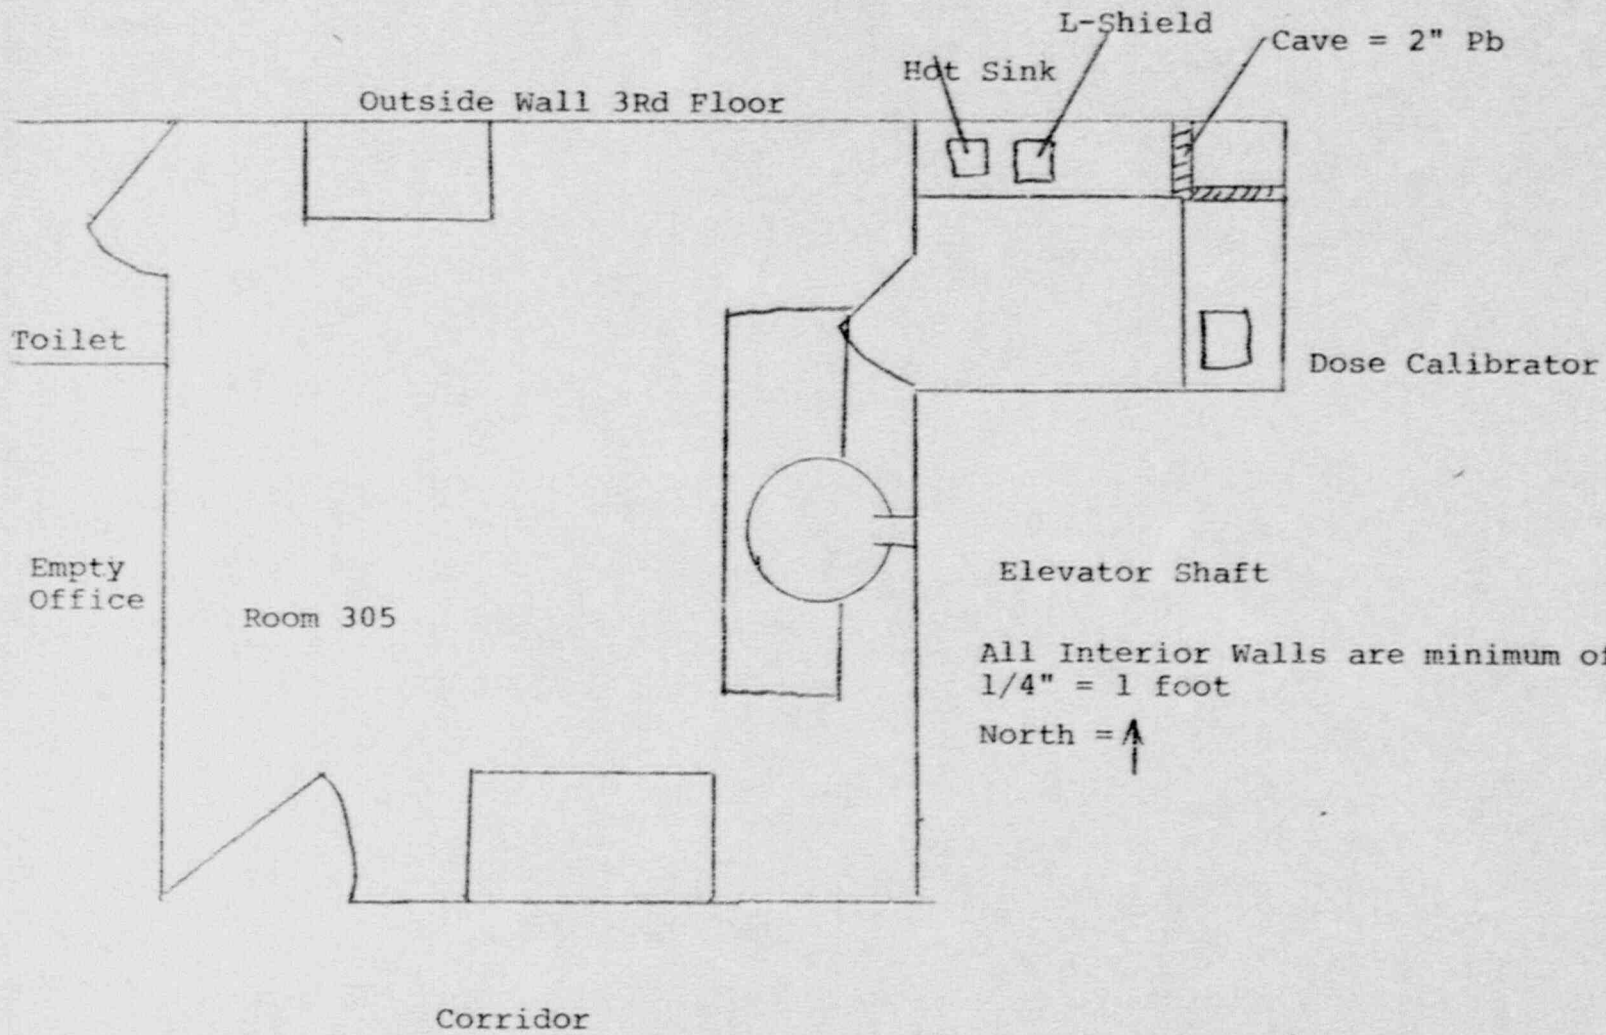 L-Shield
Cave = 2" Pb
Hot Sink
Outside Wall 3Rd Floor
Toilet
Dose Calibrator
Empty
Office
Room 305
Elevator Shaft
All Interior Walls are minimum of
1/4" = 1 foot
North =
Corridor